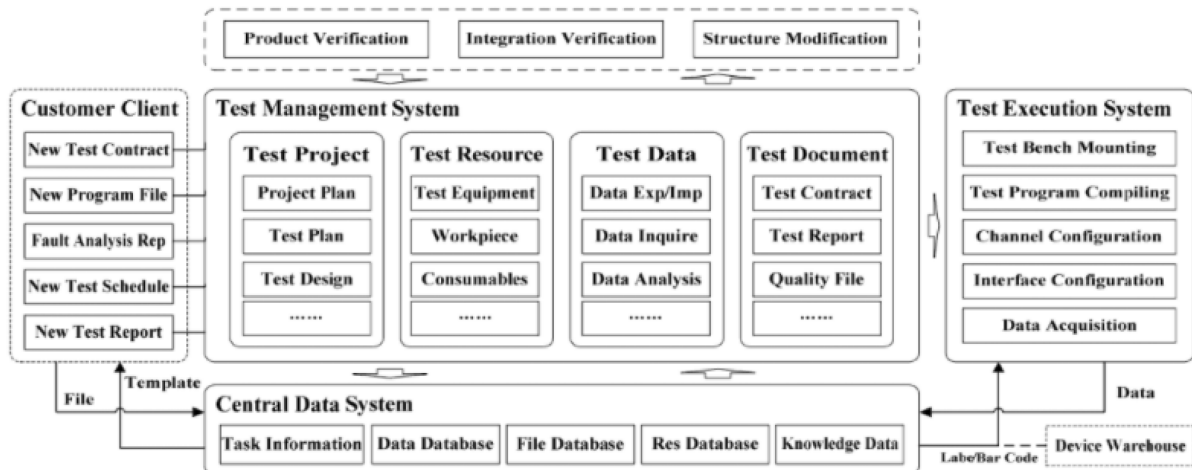 Product Verification
Integration Verification
Structure Modification
Customer Client
New Test Contract
New Program File
Fault Analysis Rep
New Test Schedule
New Test Report
Test Management System
Test Project
Project Plan
Test Plan
Test Design
......
Test Resource
Test Equipment
Workpiece
Consumables
......
Test Data
Data Exp/Imp
Data Inquire
Data Analysis
......
Test Document
Test Contract
Test Report
Quality File
......
Test Execution System
Test Bench Mounting
Test Program Compiling
Channel Configuration
Interface Configuration
Data Acquisition
File
Template
Central Data System
Task Information
Data Database
File Database
Res Database
Knowledge Data
Data
Labe/Bar Code
Device Warehouse